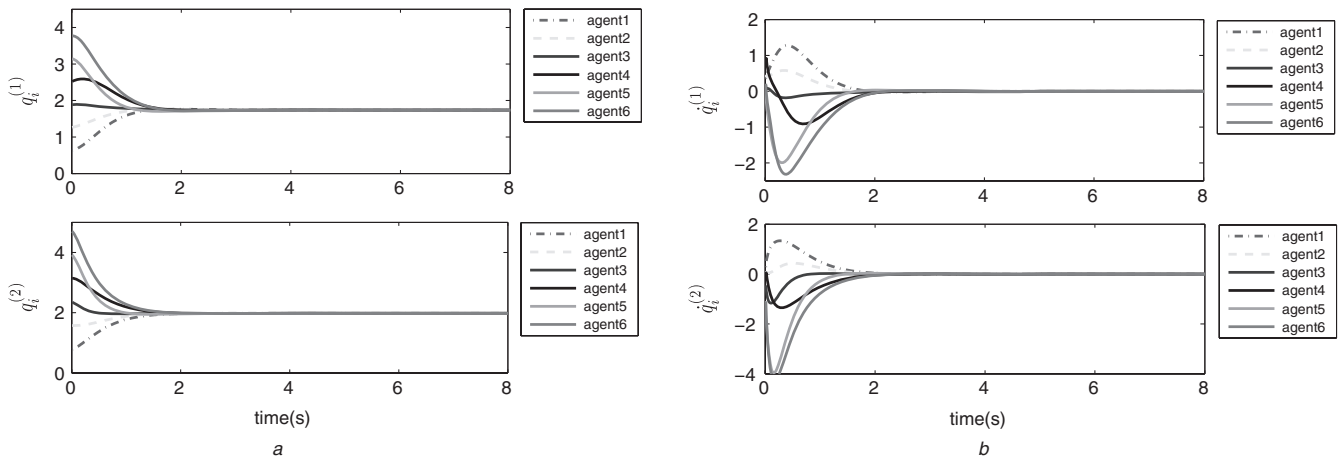 4
3
2
1
0
q_i^{(1)}
0 2 4 6 8
agent1
agent2
agent3
agent4
agent5
agent6
4
2
0
q_i^{(2)}
0 2 4 6 8
time(s)
agent1
agent2
agent3
agent4
agent5
agent6
a
2
1
0
−1
−2
q̇_i^{(1)}
0 2 4 6 8
agent1
agent2
agent3
agent4
agent5
agent6
2
0
−2
−4
q̇_i^{(2)}
0 2 4 6 8
time(s)
agent1
agent2
agent3
agent4
agent5
agent6
b